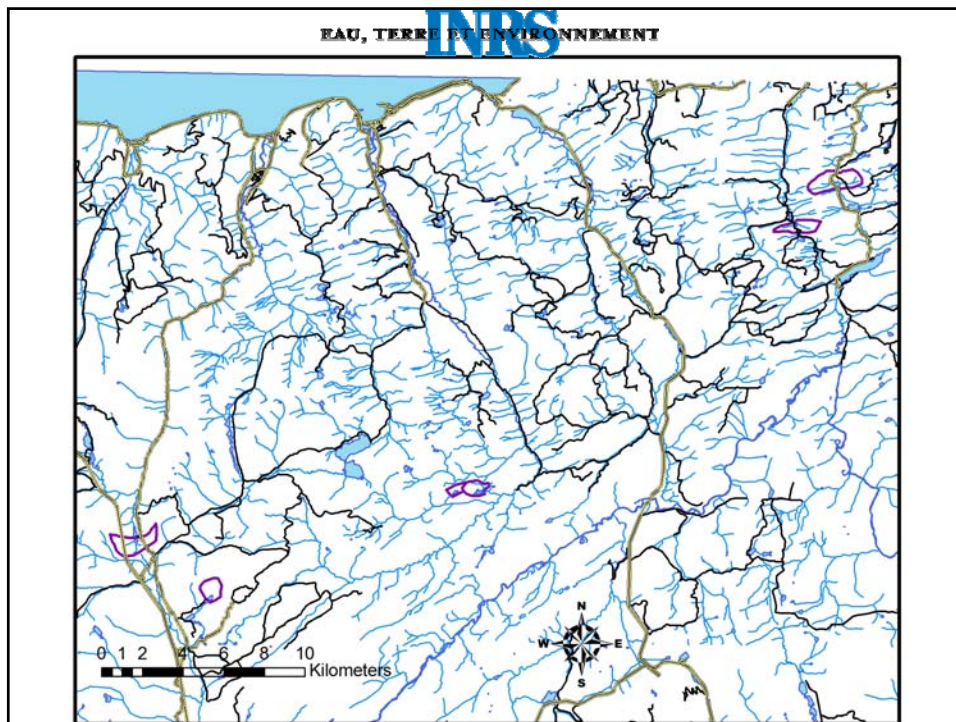 INRS
EAU, TERRE ET ENVIRONNEMENT
N
W E
S
0 1 2 4 6 8 10
Kilometers